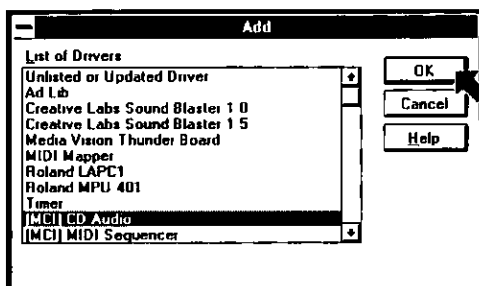 Add
List of Drivers
Unlisted or Updated Driver
Ad Lib
Creative Labs Sound Blaster 1 0
Creative Labs Sound Blaster 1 5
Media Vision Thunder Board
MIDI Mapper
Roland LAPC1
Roland MPU 401
Timer
[MCI] CD Audio
[MCI] MIDI Sequencer
OK
Cancel
Help